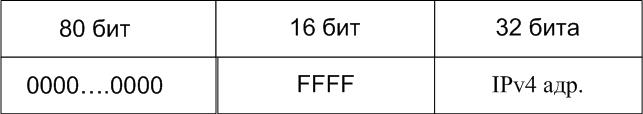 80 бит 16 бит 32 бита
0000....0000 FFFF IPv4 адр.